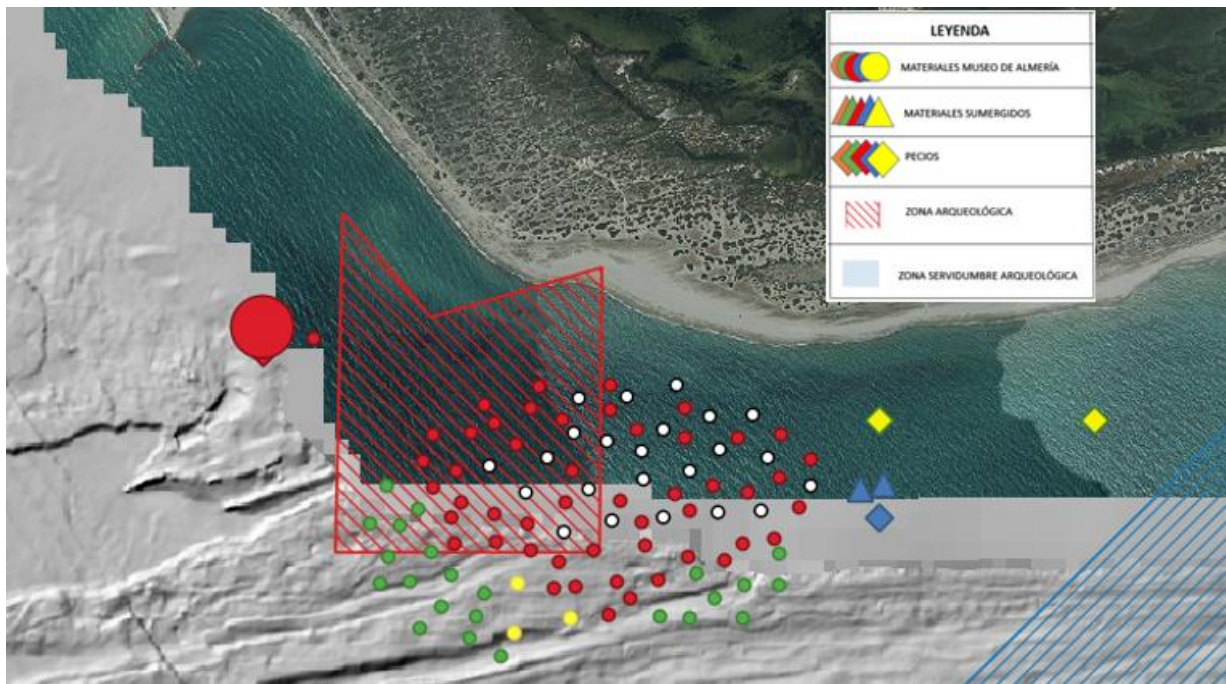 LEYENDA
MATERIALES MUSEO DE ALMERÍA
MATERIALES SUMERGIDOS
PECIOS
ZONA ARQUEOLÓGICA
ZONA SERVIDUMBRE ARQUEOLÓGICA